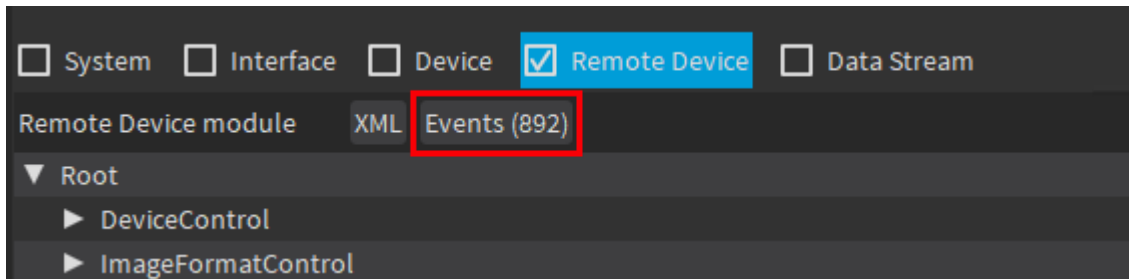 System Interface Device Remote Device Data Stream
Remote Device module XML Events (892)
Root
DeviceControl
ImageFormatControl